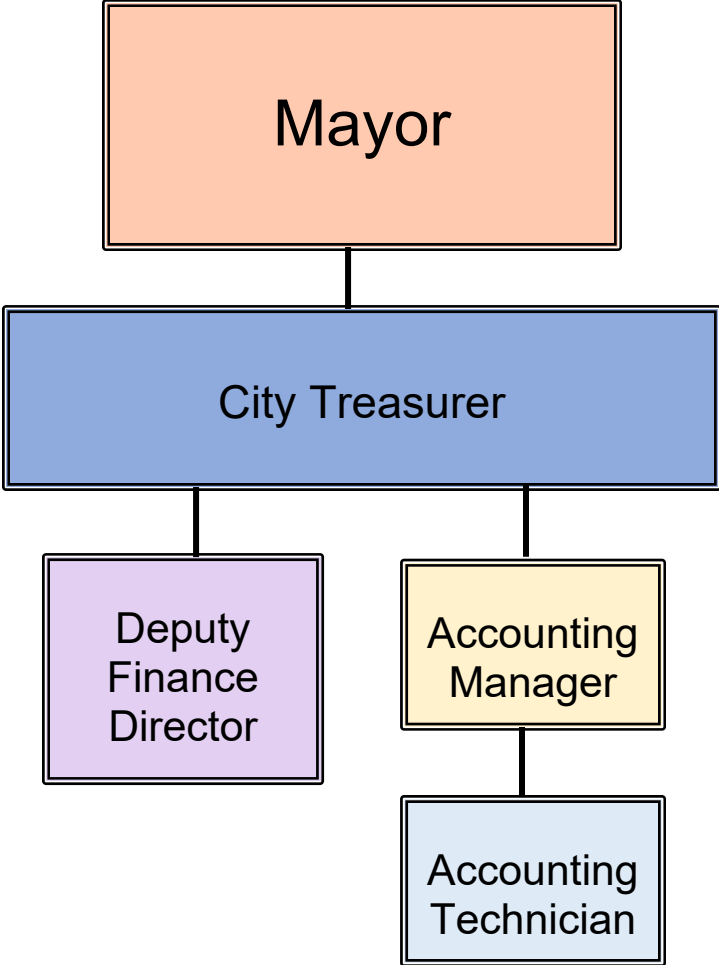 Mayor
City Treasurer
Deputy
Finance
Director
Accounting
Manager
Accounting
Technician